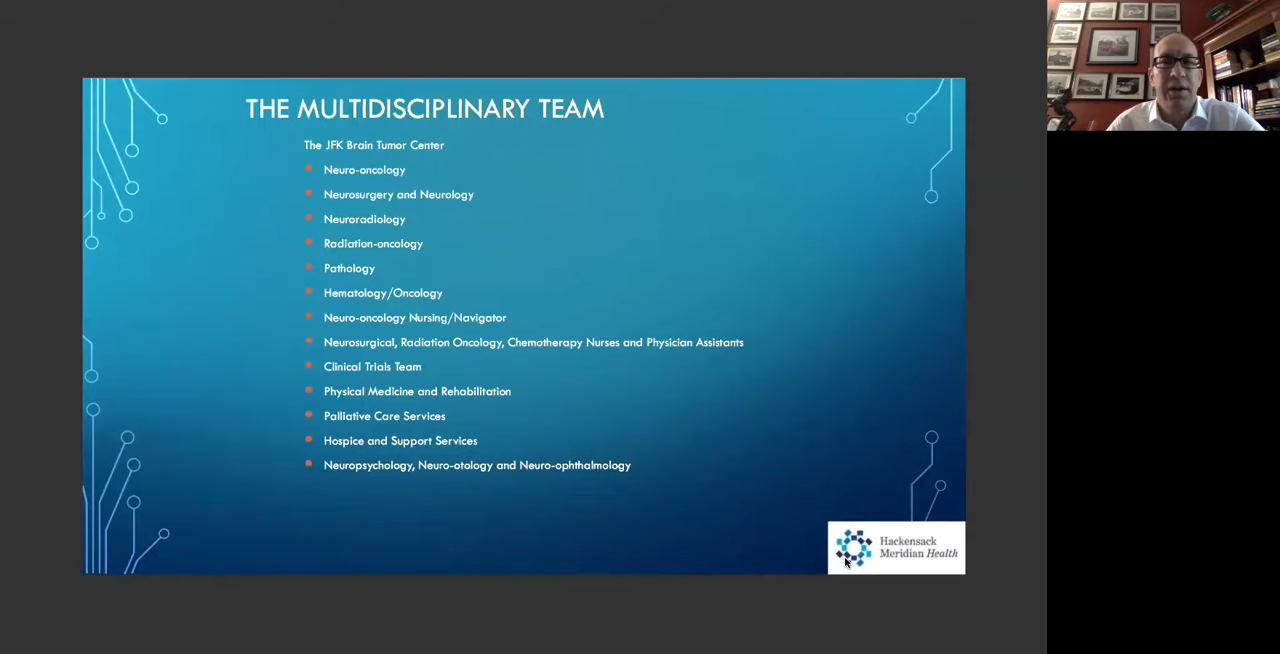 THE MULTIDISCIPLINARY TEAM
The JFK Brain Tumor Center
Neuro-oncology
Neurosurgery and Neurology
Neuroradiology
Radiation-oncology
Pathology
Hematology/Oncology
Neuro-oncology Nursing/Navigator
Neurosurgical, Radiation Oncology, Chemotherapy Nurses and Physician Assistants
Clinical Trials Team
Physical Medicine and Rehabilitation
Palliative Care Services
Hospice and Support Services
Neuropsychology, Neuro-otology and Neuro-ophthalmology
Hackensack
Meridian Health